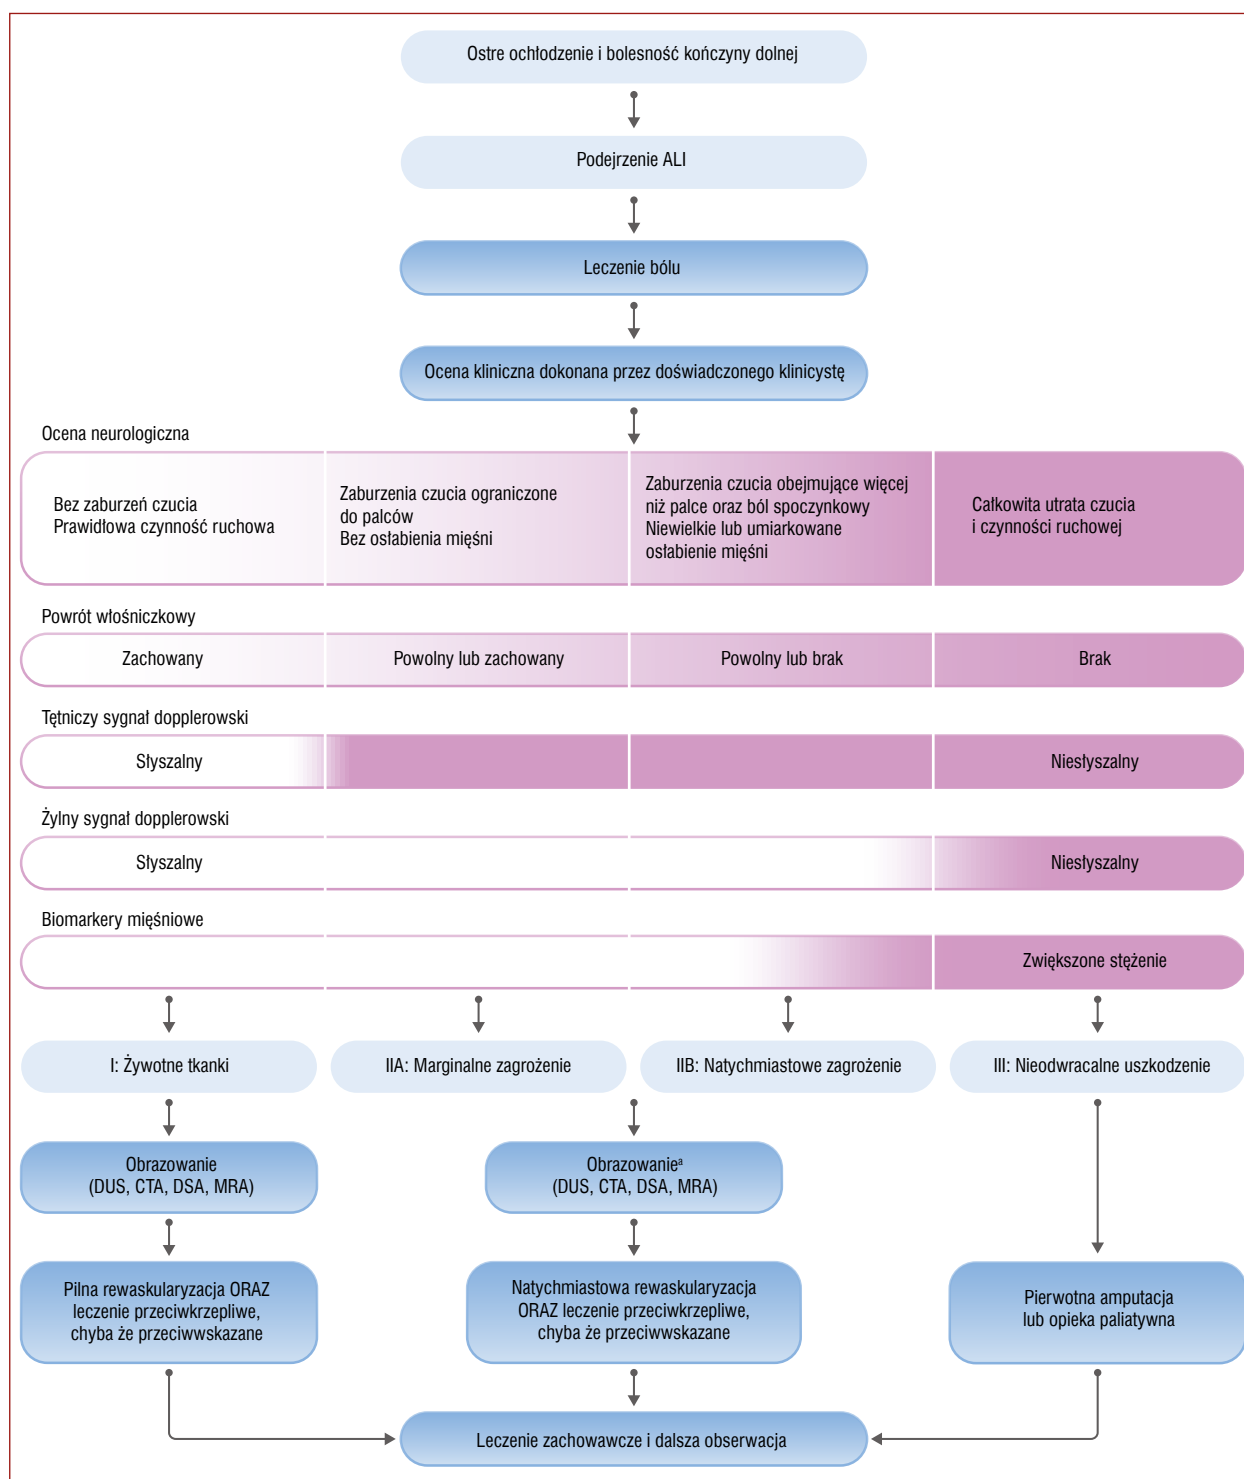 Ostre ochłodzenie i bolesność kończyny dolnej
Podejrzenie ALI
Leczenie bólu
Ocena kliniczna dokonana przez doświadczonego klinicystę
Ocena neurologiczna
Bez zaburzeń czucia
Prawidłowa czynność ruchowa
Zaburzenia czucia ograniczone
do palców
Bez osłabienia mięśni
Zaburzenia czucia obejmujące więcej
niż palce oraz ból spoczynkowy
Niewielkie lub umiarkowane
osłabienie mięśni
Całkowita utrata czucia
i czynności ruchowej
Powrót włośniczkowy
Zachowany
Powolny lub zachowany
Powolny lub brak
Brak
Tętniczy sygnał dopplerowski
Słyszalny
Niesłyszalny
Żylny sygnał dopplerowski
Słyszalny
Niesłyszalny
Biomarkery mięśniowe
Zwiększone stężenie
I: Żywotne tkanki
IIA: Marginalne zagrożenie
IIB: Natychmiastowe zagrożenie
III: Nieodwracalne uszkodzenie
Obrazowanie
(DUS, CTA, DSA, MRA)
Obrazowanieᵃ
(DUS, CTA, DSA, MRA)
Pilna rewaskularyzacja ORAZ
leczenie przeciwkrzepliwe,
chyba że przeciwwskazane
Natychmiastowa rewaskularyzacja
ORAZ leczenie przeciwkrzepliwe,
chyba że przeciwwskazane
Pierwotna amputacja
lub opieka paliatywna
Leczenie zachowawcze i dalsza obserwacja